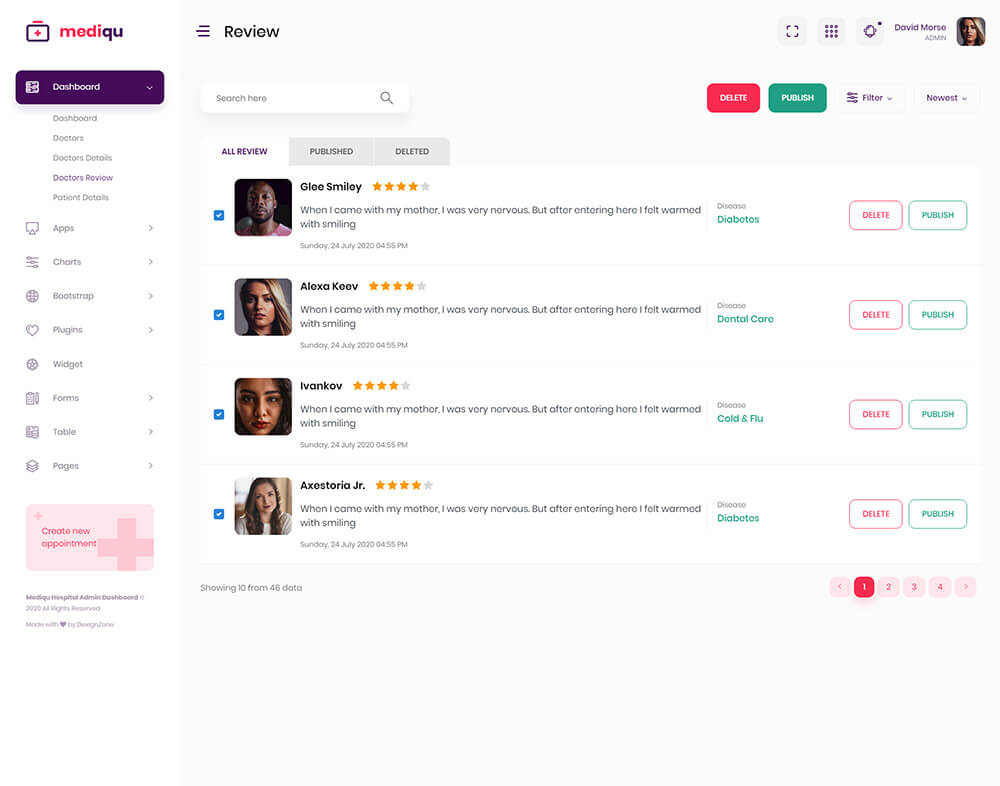 mediqu
Review
David Morse
ADMIN
Dashboard
Dashboard
Doctors
Doctors Details
Doctors Review
Patient Details
Apps
Charts
Bootstrap
Plugins
Widget
Forms
Table
Pages
Create new
appointment
Mediqu Hospital Admin Dashboard ©
2020 All Rights Reserved
Made with ♥ by DexignZone
Search here
DELETE
PUBLISH
Filter
Newest
ALL REVIEW
PUBLISHED
DELETED
Glee Smiley
When I came with my mother, I was very nervous. But after entering here I felt warmed
with smiling
Sunday, 24 July 2020 04:55 PM
Disease
Diabetes
DELETE
PUBLISH
Alexa Keev
When I came with my mother, I was very nervous. But after entering here I felt warmed
with smiling
Sunday, 24 July 2020 04:55 PM
Disease
Dental Care
DELETE
PUBLISH
Ivankov
When I came with my mother, I was very nervous. But after entering here I felt warmed
with smiling
Sunday, 24 July 2020 04:55 PM
Disease
Cold & Flu
DELETE
PUBLISH
Axestoria Jr.
When I came with my mother, I was very nervous. But after entering here I felt warmed
with smiling
Sunday, 24 July 2020 04:55 PM
Disease
Diabetes
DELETE
PUBLISH
Showing 10 from 46 data
< 1 2 3 4 >